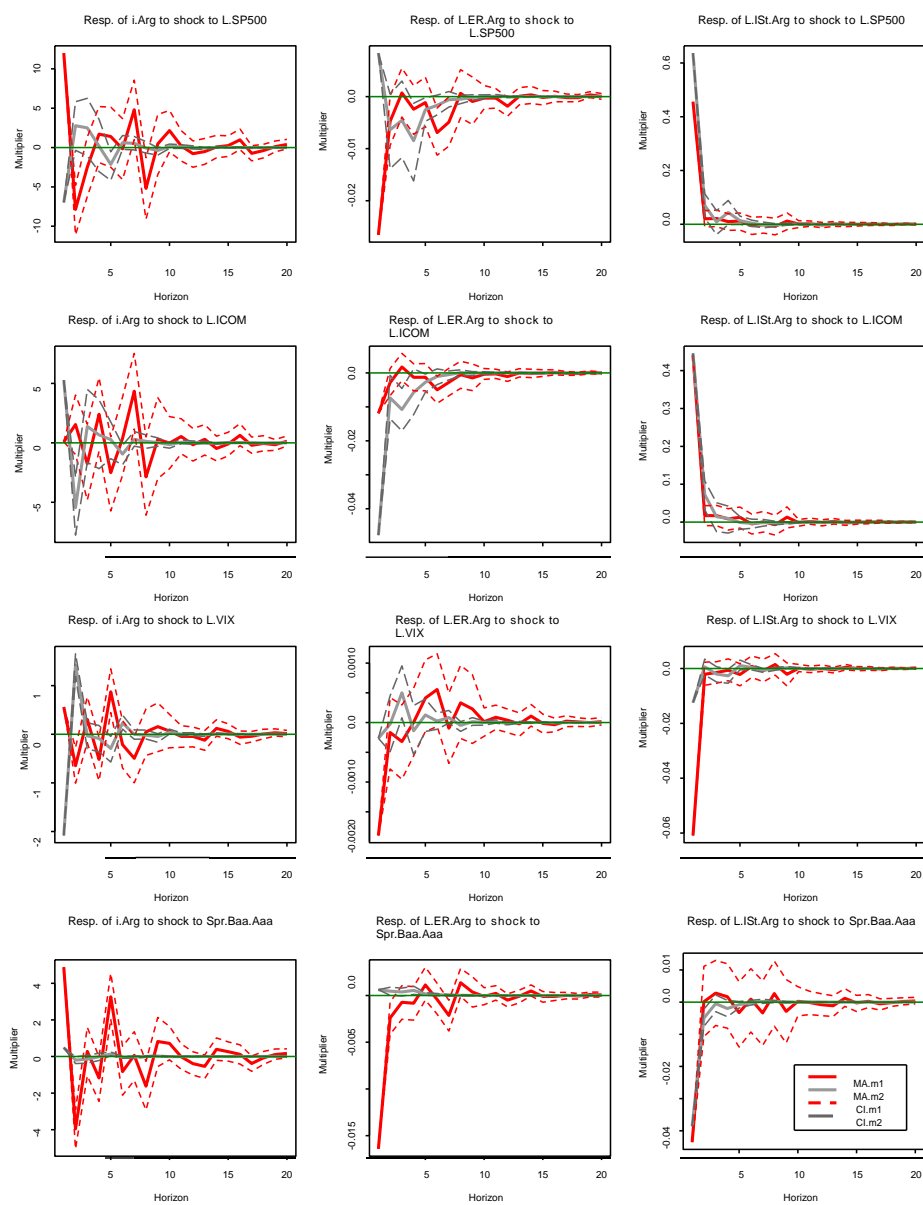 Resp. of i.Arg to shock to L.SP500
Multiplier
10
5
0
-5
-10
5
10
15
20
Horizon
Resp. of L.ER.Arg to shock to
L.SP500
Multiplier
0.0
-0.01
-0.02
5
10
15
20
Horizon
Resp. of L.ISt.Arg to shock to L.SP500
Multiplier
0.6
0.4
0.2
0.0
5
10
15
20
Horizon
Resp. of i.Arg to shock to L.ICOM
Multiplier
5
0
-5
5
10
15
20
Horizon
Resp. of L.ER.Arg to shock to
L.ICOM
Multiplier
0.0
-0.02
-0.04
5
10
15
20
Horizon
Resp. of L.ISt.Arg to shock to L.ICOM
Multiplier
0.4
0.3
0.2
0.1
0.0
5
10
15
20
Horizon
Resp. of i.Arg to shock to L.VIX
Multiplier
1
0
-1
-2
5
10
15
20
Horizon
Resp. of L.ER.Arg to shock to
L.VIX
Multiplier
0.0010
0.0
-0.0010
-0.0020
5
10
15
20
Horizon
Resp. of L.ISt.Arg to shock to L.VIX
Multiplier
0.0
-0.02
-0.04
-0.06
5
10
15
20
Horizon
Resp. of i.Arg to shock to Spr.Baa.Aaa
Multiplier
4
2
0
-2
-4
5
10
15
20
Horizon
Resp. of L.ER.Arg to shock to
Spr.Baa.Aaa
Multiplier
0.0
-0.005
-0.015
5
10
15
20
Horizon
Resp. of L.ISt.Arg to shock to Spr.Baa.Aaa
Multiplier
0.01
0.0
-0.02
-0.04
MA.m1
MA.m2
CI.m1
CI.m2
5
10
15
20
Horizon